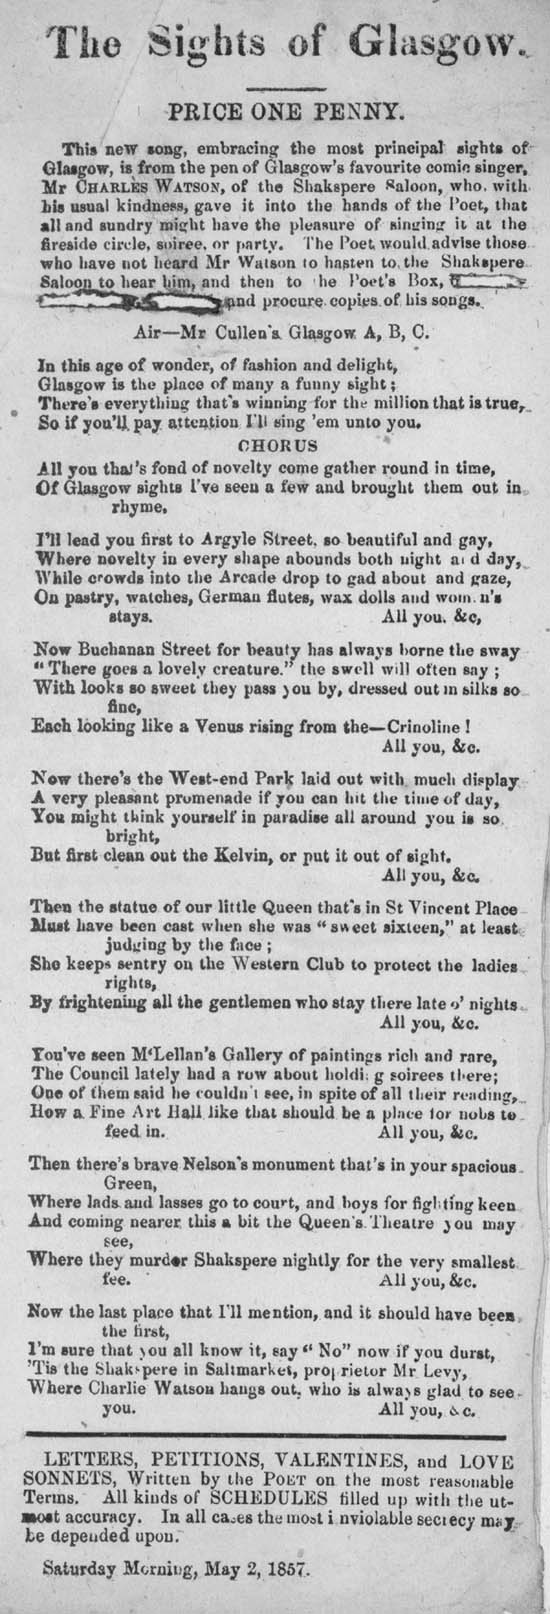 The Sights of Glasgow.
PRICE ONE PENNY.
This new song, embracing the most principal sights of
Glasgow, is from the pen of Glasgow's favourite comic singer,
Mr CHARLES WATSON, of the Shakspere Saloon, who, with
his usual kindness, gave it into the hands of the Poet, that
all and sundry might have the pleasure of singing it at the
fireside circle, soiree, or party. The Poet would advise those
who have not heard Mr Watson to hasten to the Shakspere
Saloon to hear him, and then to he Poet's Box,
and procure copies of his songs.
Air—Mr Cullen's Glasgow A, B, C.
In this age of wonder, of fashion and delight,
Glasgow is the place of many a funny sight;
There's everything that's winning for the million that is true,
So if you'll pay attention I'll sing 'em unto you.
CHORUS
All you that's fond of novelty come gather round in time,
Of Glasgow sights I've seen a few and brought them out in
rhyme.
I'll lead you first to Argyle Street, so beautiful and gay,
Where novelty in every shape abounds both night a d day,
While crowds into the Arcade drop to gad about and gaze,
On pastry, watches, German flutes, wax dolls and wom n's
stays. All you, &c,
Now Buchanan Street for beauty has always borne the sway
"There goes a lovely creature." the swell will often say;
With looks so sweet they pass you by, dressed out in silks so
fine,
Each looking like a Venus rising from the—Crinoline!
All you, &c.
Now there's the West-end Park laid out with much display
A very pleasant promenade if you can hit the time of day,
You might think yourself in paradise all around you is so
bright,
But first clean out the Kelvin, or put it out of sight.
All you, &c.
Then the statue of our little Queen that's in St Vincent Place
Must have been cast when she was "sweet sixteen," at least
judging by the face;
She keeps sentry on the Western Club to protect the ladies
rights,
By frightening all the gentlemen who stay there late o' nights.
All you, &c.
You've seen M'Lellan's Gallery of paintings rich and rare,
The Council lately had a row about holdi g soirees there;
One of them said he couldn't see, in spite of all their reading,
How a Fine Art Hall like that should be a place for nobs to
feed in. All you, &c.
Then there's brave Nelson's monument that's in your spacious
Green,
Where lads and lasses go to court, and boys for fighting keen
And coming nearer this a bit the Queen's Theatre you may
see,
Where they murder Shakspere nightly for the very smallest
fee. All you, &c.
Now the last place that I'll mention, and it should have been
the first,
I'm sure that you all know it, say "No" now if you durst,
'Tis the Shakspere in Saltmarket, proprietor Mr Levy,
Where Charlie Watson hangs out, who is always glad to see
you. All you, &c.
LETTERS, PETITIONS, VALENTINES, and LOVE
SONNETS, Written by the POET on the most reasonable
Terms. All kinds of SCHEDULES filled up with the ut-
most accuracy. In all cases the most inviolable secrecy may
be depended upon.
Saturday Morning, May 2, 1857.